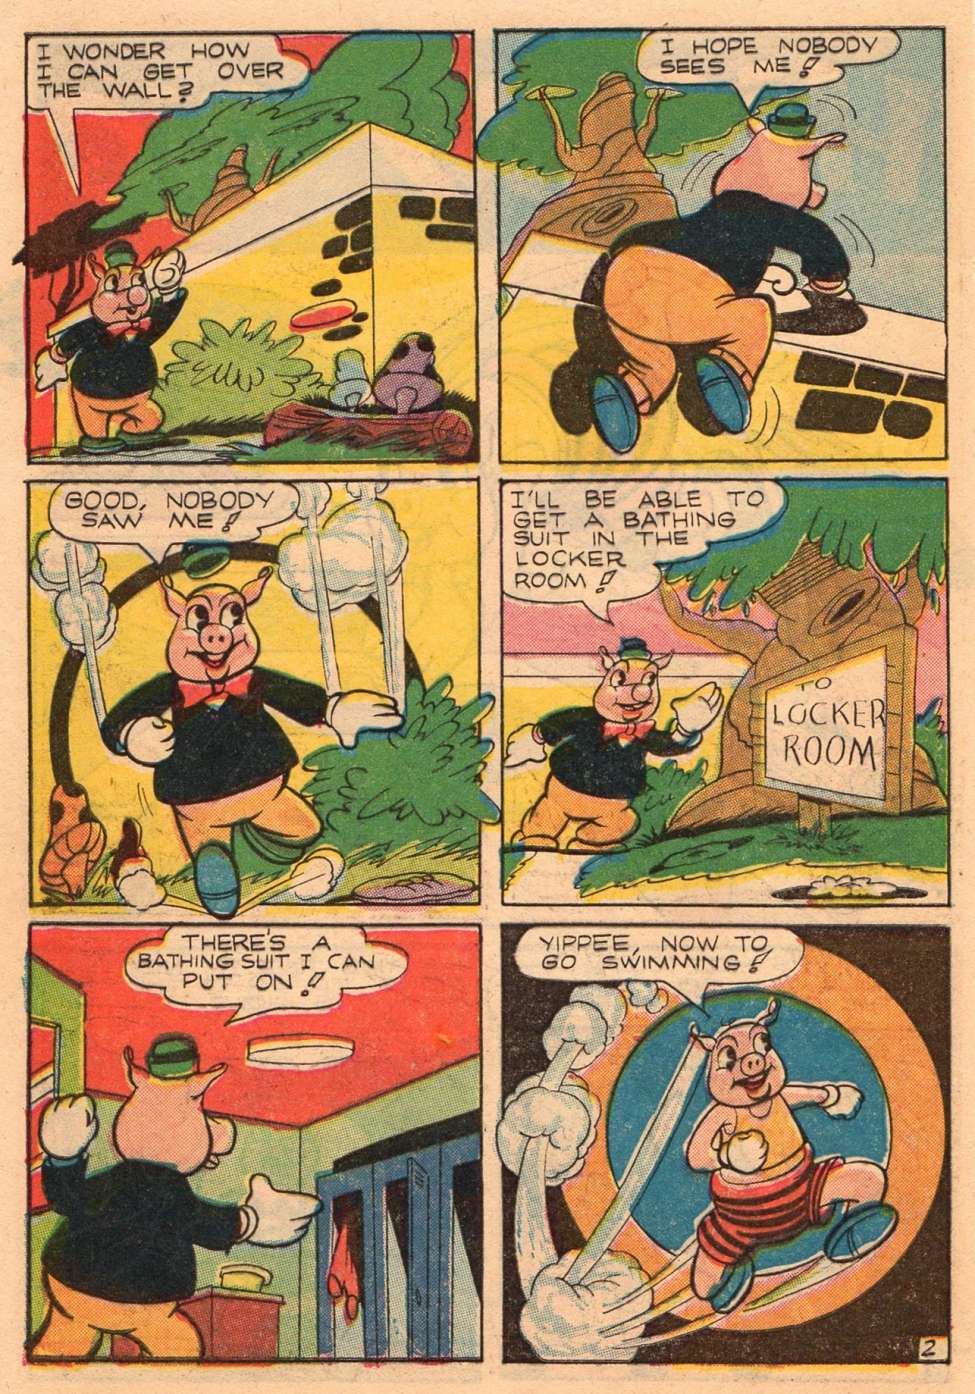 I WONDER HOW
I CAN GET OVER
THE WALL?
I HOPE NOBODY
SEES ME!
GOOD, NOBODY
SAW ME!
I'LL BE ABLE TO
GET A BATHING
SUIT IN THE
LOCKER
ROOM!
TO
LOCKER
ROOM
THERE'S A
BATHING SUIT I CAN
PUT ON!
YIPPEE, NOW TO
GO SWIMMING!
2